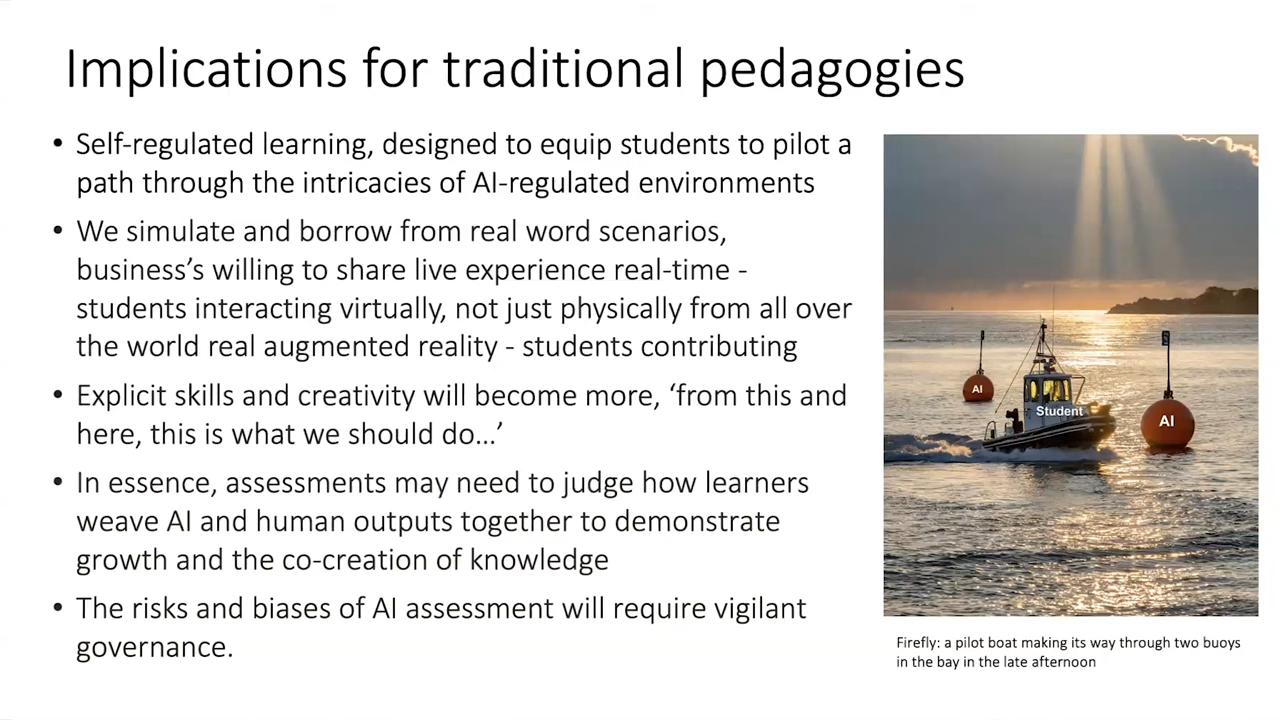 Implications for traditional pedagogies
• Self-regulated learning, designed to equip students to pilot a
path through the intricacies of AI-regulated environments
• We simulate and borrow from real word scenarios,
business’s willing to share live experience real-time -
students interacting virtually, not just physically from all over
the world real augmented reality - students contributing
• Explicit skills and creativity will become more, ‘from this and
here, this is what we should do...’
• In essence, assessments may need to judge how learners
weave AI and human outputs together to demonstrate
growth and the co-creation of knowledge
• The risks and biases of AI assessment will require vigilant
governance.
AI
Student
AI
Firefly: a pilot boat making its way through two buoys
in the bay in the late afternoon